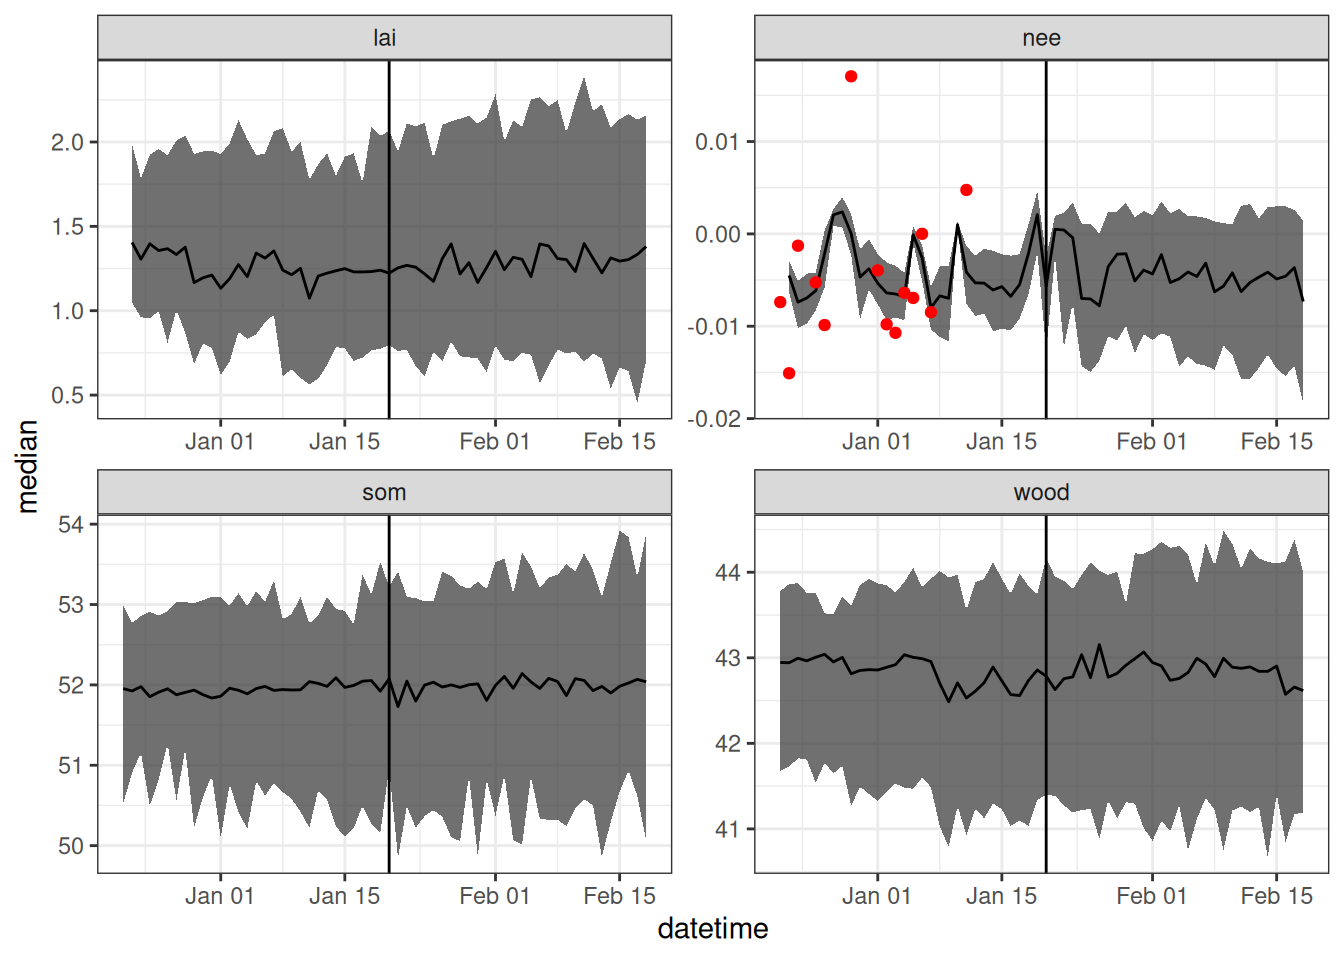 lai
nee
2.0
1.5
1.0
0.5
0.01
0.00
-0.01
-0.02
Jan 01 Jan 15 Feb 01 Feb 15
Jan 01 Jan 15 Feb 01 Feb 15
median
som
wood
54
53
52
51
50
44
43
42
41
Jan 01 Jan 15 Feb 01 Feb 15
Jan 01 Jan 15 Feb 01 Feb 15
datetime